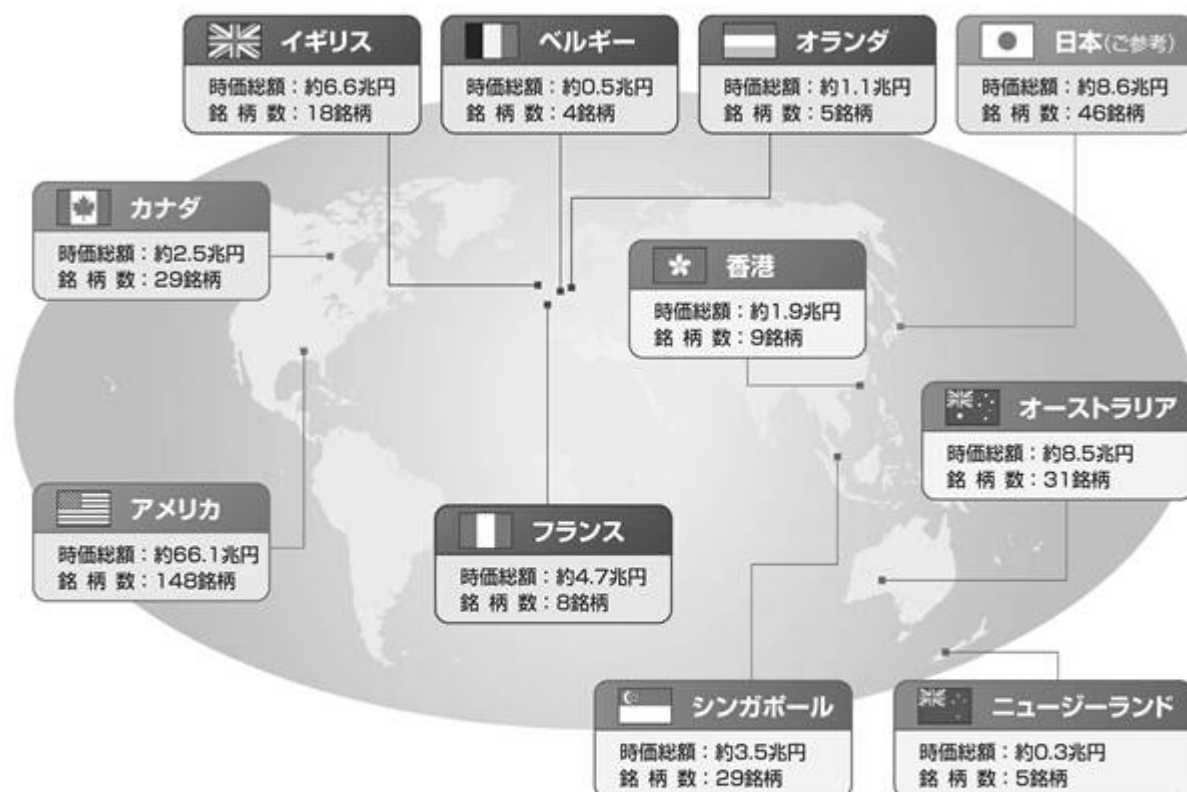 イギリス
時価総額：約6.6兆円
銘 柄 数：18銘柄
ベルギー
時価総額：約0.5兆円
銘 柄 数：4銘柄
オランダ
時価総額：約1.1兆円
銘 柄 数：5銘柄
日本(ご参考)
時価総額：約8.6兆円
銘 柄 数：46銘柄
カナダ
時価総額：約2.5兆円
銘 柄 数：29銘柄
香港
時価総額：約1.9兆円
銘 柄 数：9銘柄
オーストラリア
時価総額：約8.5兆円
銘 柄 数：31銘柄
アメリカ
時価総額：約66.1兆円
銘 柄 数：148銘柄
フランス
時価総額：約4.7兆円
銘 柄 数：8銘柄
シンガポール
時価総額：約3.5兆円
銘 柄 数：29銘柄
ニュージーランド
時価総額：約0.3兆円
銘 柄 数：5銘柄